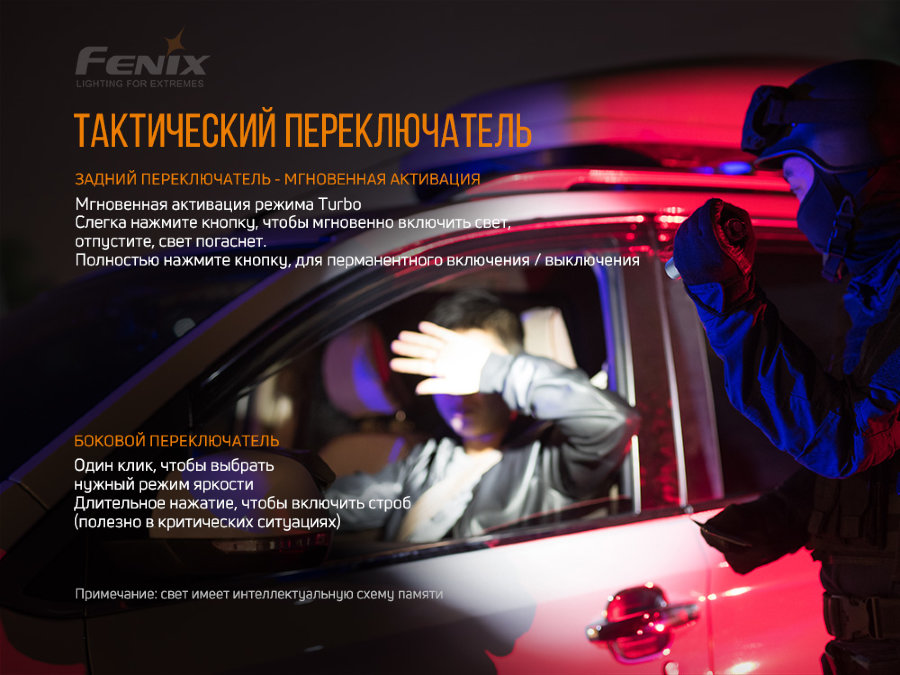 FENIX
LIGHTING FOR EXTREMES
ТАКТИЧЕСКИЙ ПЕРЕКЛЮЧАТЕЛЬ
ЗАДНИЙ ПЕРЕКЛЮЧАТЕЛЬ - МГНОВЕННАЯ АКТИВАЦИЯ
Мгновенная активация режима Turbo
Слегка нажмите кнопку, чтобы мгновенно включить свет,
отпустите, свет погаснет.
Полностью нажмите кнопку, для перманентного включения / выключения
БОКОВОЙ ПЕРЕКЛЮЧАТЕЛЬ
Один клик, чтобы выбрать
нужный режим яркости
Длительное нажатие, чтобы включить строб
(полезно в критических ситуациях)
Примечание: свет имеет интеллектуальную схему памяти